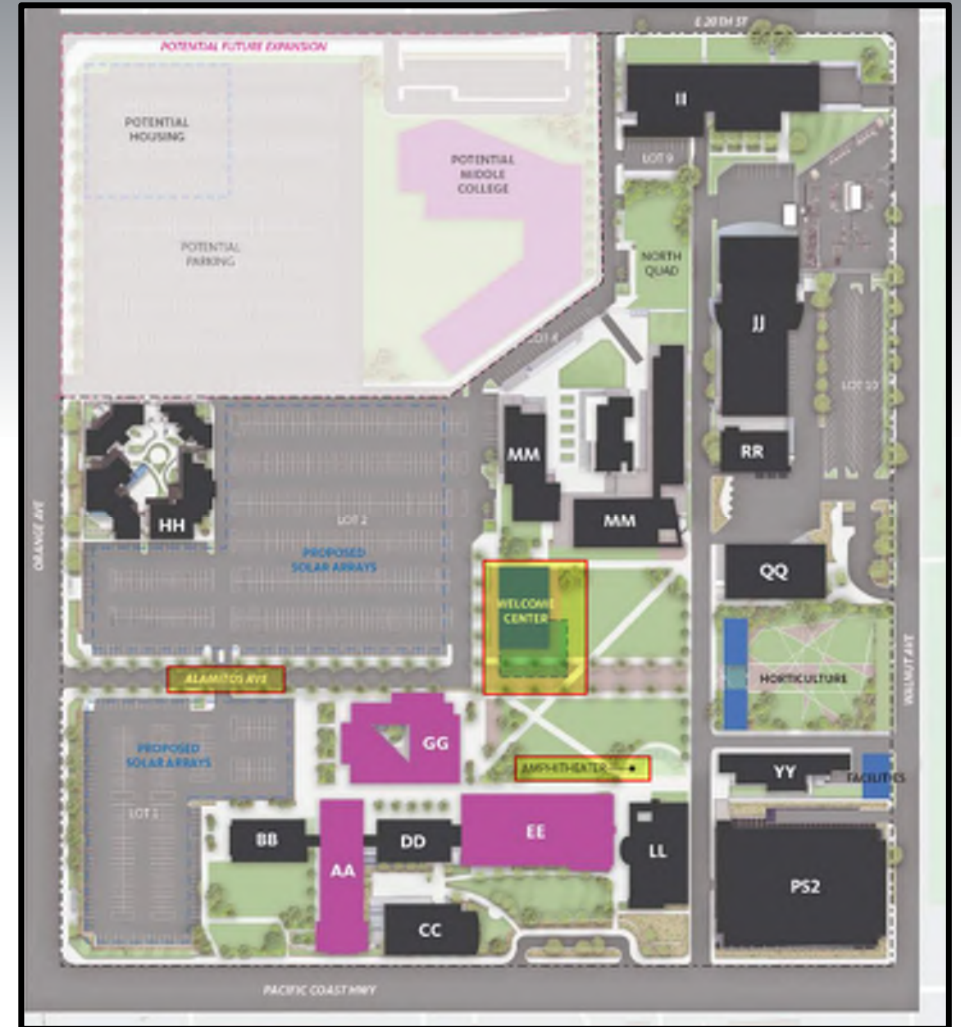 E 20TH ST
POTENTIAL FUTURE EXPANSION
POTENTIAL
HOUSING
POTENTIAL
MIDDLE
COLLEGE
POTENTIAL
PARKING
II
LOT 9
NORTH
QUAD
JJ
LOT 10
RR
MM
MM
HH
LOT 2
PROPOSED
SOLAR ARRAYS
ORANGE AVE
QQ
WELCOME
CENTER
HORTICULTURE
WALNUT AVE
ALAMITOS AVE
PROPOSED
SOLAR ARRAYS
LOT 1
GG
AMPHITHEATER
YY
FACILITIES
BB
AA
DD
EE
LL
CC
PS2
PACIFIC COAST HWY